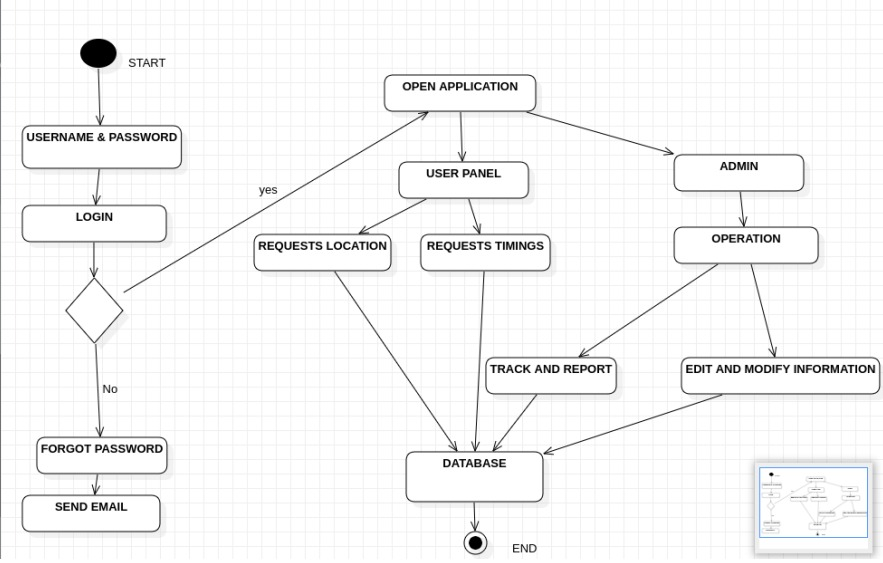 START
OPEN APPLICATION
USERNAME & PASSWORD
USER PANEL
ADMIN
yes
LOGIN
REQUESTS LOCATION
REQUESTS TIMINGS
OPERATION
No
TRACK AND REPORT
EDIT AND MODIFY INFORMATION
FORGOT PASSWORD
DATABASE
SEND EMAIL
END